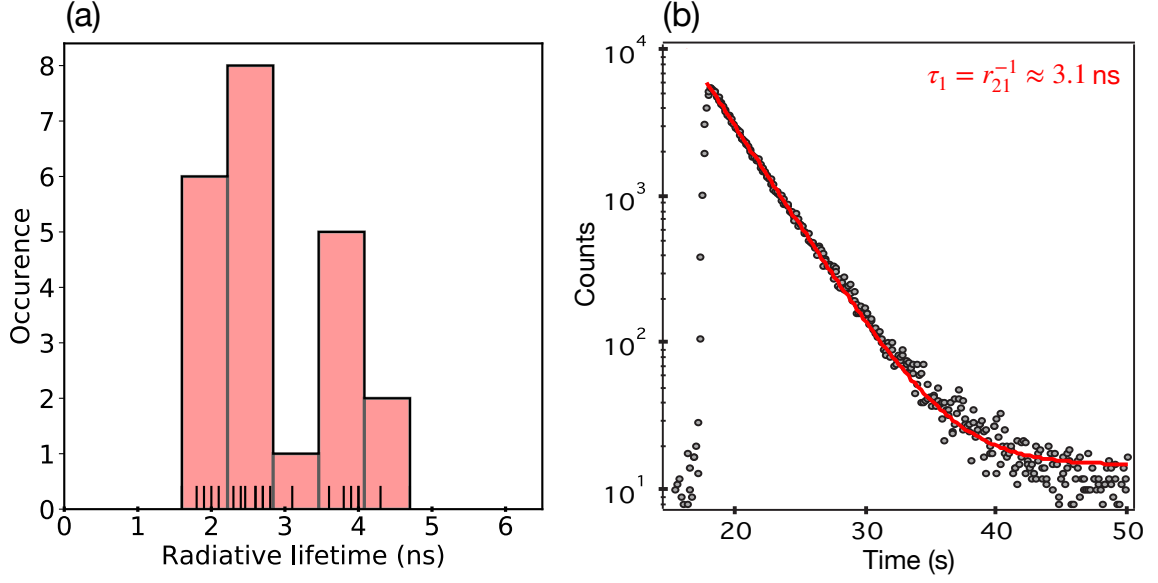 (a)
8
7
6
5
4
3
2
1
0
Occurence
0 1 2 3 4 5 6
Radiative lifetime (ns)
(b)
10⁴
10³
10²
10¹
Counts
τ₁ = r₂₁⁻¹ ≈ 3.1 ns
20 30 40 50
Time (s)